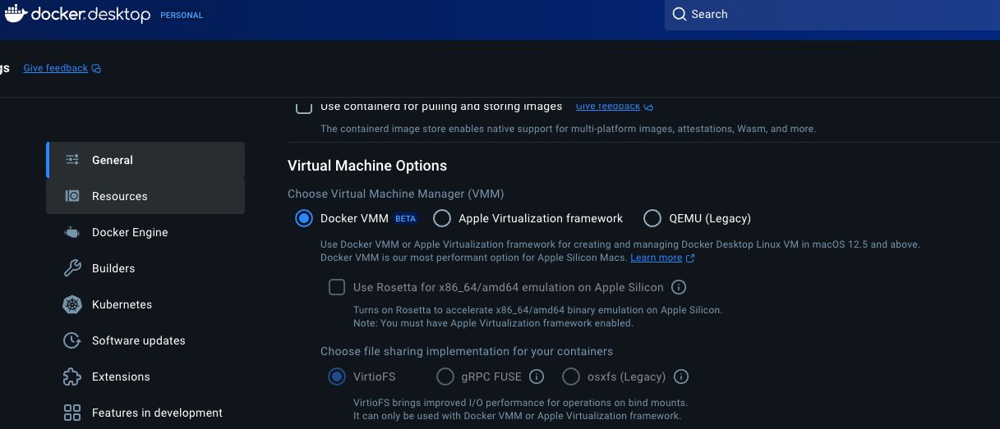 docker.desktop PERSONAL
Search
gs Give feedback
Use containerd for pulling and storing images Give feedback
The containerd image store enables native support for multi-platform images, attestations, Wasm, and more.
General
Resources
Docker Engine
Builders
Kubernetes
Software updates
Extensions
Features in development
Virtual Machine Options
Choose Virtual Machine Manager (VMM)
Docker VMM BETA Apple Virtualization framework QEMU (Legacy)
Use Docker VMM or Apple Virtualization framework for creating and managing Docker Desktop Linux VM in macOS 12.5 and above.
Docker VMM is our most performant option for Apple Silicon Macs. Learn more
Use Rosetta for x86_64/amd64 emulation on Apple Silicon
Turns on Rosetta to accelerate x86_64/amd64 binary emulation on Apple Silicon.
Note: You must have Apple Virtualization framework enabled.
Choose file sharing implementation for your containers
VirtioFS gRPC FUSE osxfs (Legacy)
VirtioFS brings improved I/O performance for operations on bind mounts.
It can only be used with Docker VMM or Apple Virtualization framework.